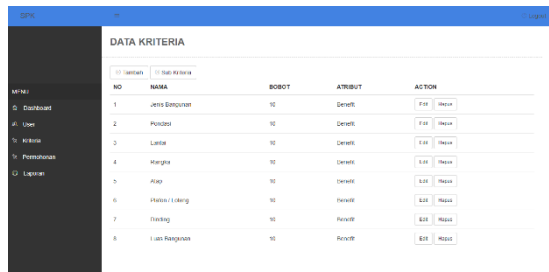 SPK
Logout
DATA KRITERIA
Tambah Sub Kriteria
NO NAMA BOBOT ATRIBUT ACTION
1 Jenis Bangunan 10 Benefit Edit Hapus
2 Pondasi 10 Benefit Edit Hapus
3 Lantai 10 Benefit Edit Hapus
4 Rangka 10 Benefit Edit Hapus
5 Atap 10 Benefit Edit Hapus
6 Plafon / Loteng 10 Benefit Edit Hapus
7 Dinding 10 Benefit Edit Hapus
8 Luas Bangunan 10 Benefit Edit Hapus
MENU
Dashboard
User
Kriteria
Permohonan
Laporan